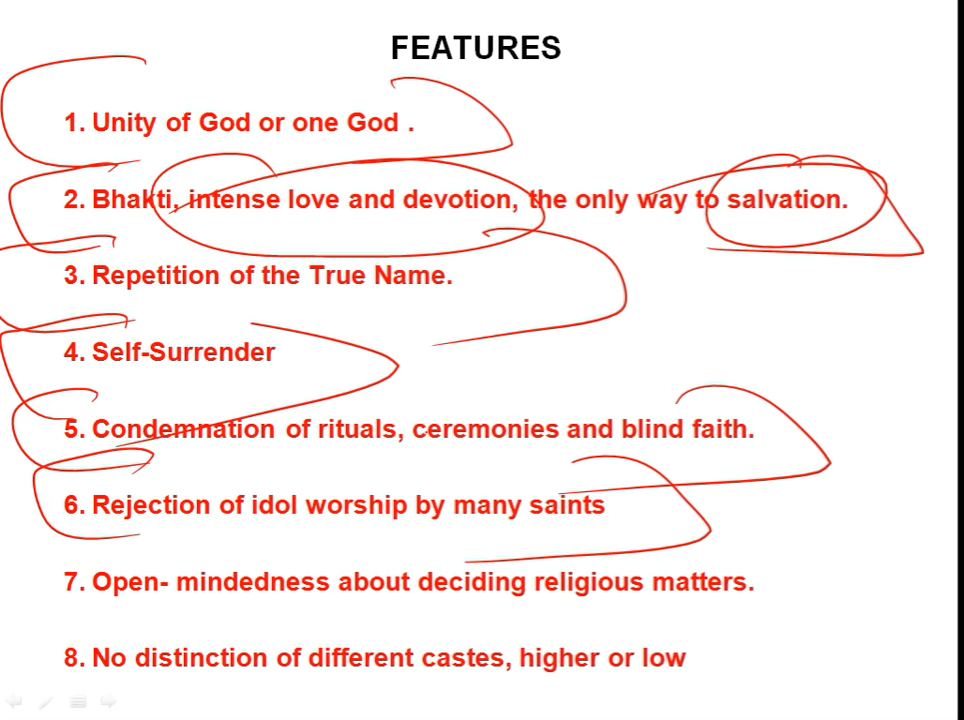 FEATURES
1. Unity of God or one God .
2. Bhakti, intense love and devotion, the only way to salvation.
3. Repetition of the True Name.
4. Self-Surrender
5. Condemnation of rituals, ceremonies and blind faith.
6. Rejection of idol worship by many saints
7. Open- mindedness about deciding religious matters.
8. No distinction of different castes, higher or low